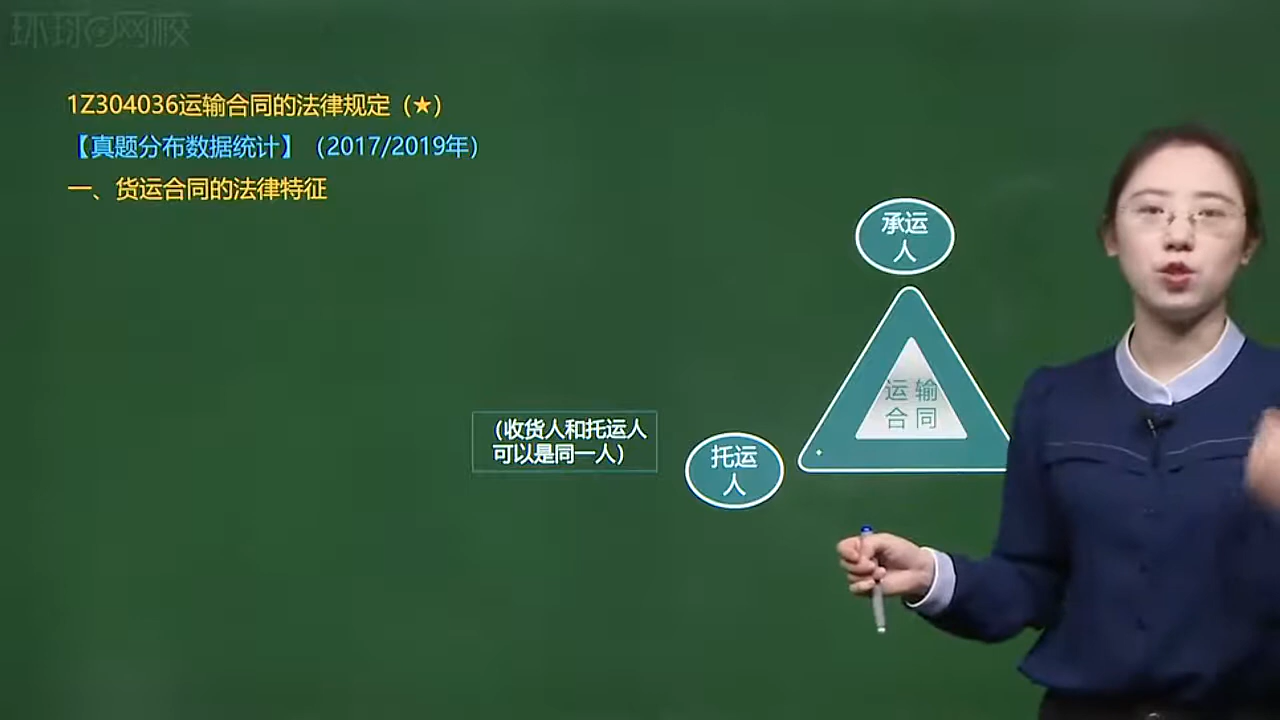 环球网校
1Z304036运输合同的法律规定（★）
【真题分布数据统计】（2017/2019年）
一、货运合同的法律特征
承运
人
运 输
合 同
（收货人和托运人
可以是同一人）
托运
人